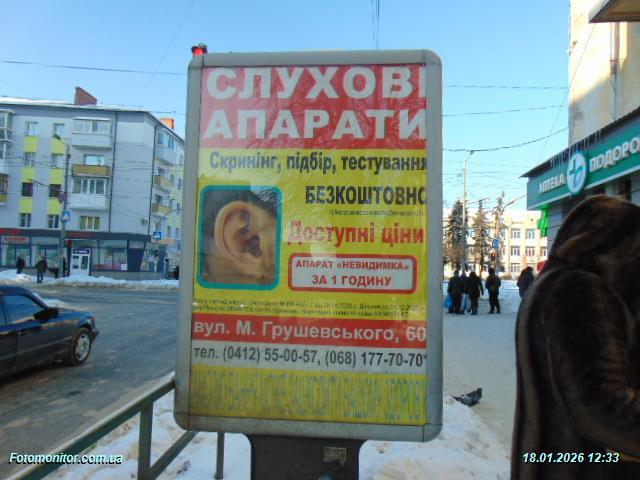 СЛУХОВІ
АПАРАТИ
Скринінг, підбір, тестування
БЕЗКОШТОВНО
Доступні ціни
АПАРАТ «НЕВИДИМКА»
ЗА 1 ГОДИНУ
вул. М. Грушевського, 60
тел. (0412) 55-00-57, (068) 177-70-70
АПТЕКА
ПОДОРОЖ
Fotomonitor.com.ua
18.01.2026 12:33